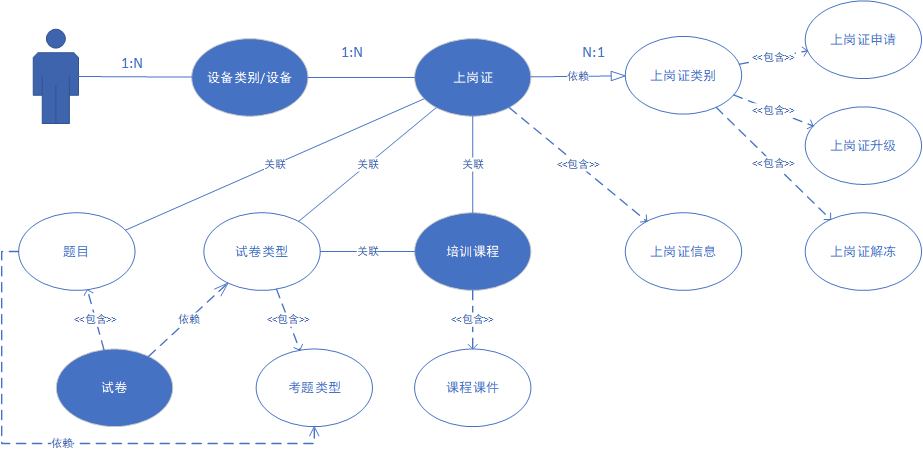 上岗证申请
1:N
1:N
N:1
<<包含>>
设备类别/设备
上岗证
依赖
上岗证类别
<<包含>>
上岗证升级
关联
关联
关联
<<包含>>
<<包含>>
题目
试卷类型
关联
培训课程
上岗证信息
上岗证解冻
<<包含>>
依赖
<<包含>>
<<包含>>
试卷
考题类型
课程课件
依赖